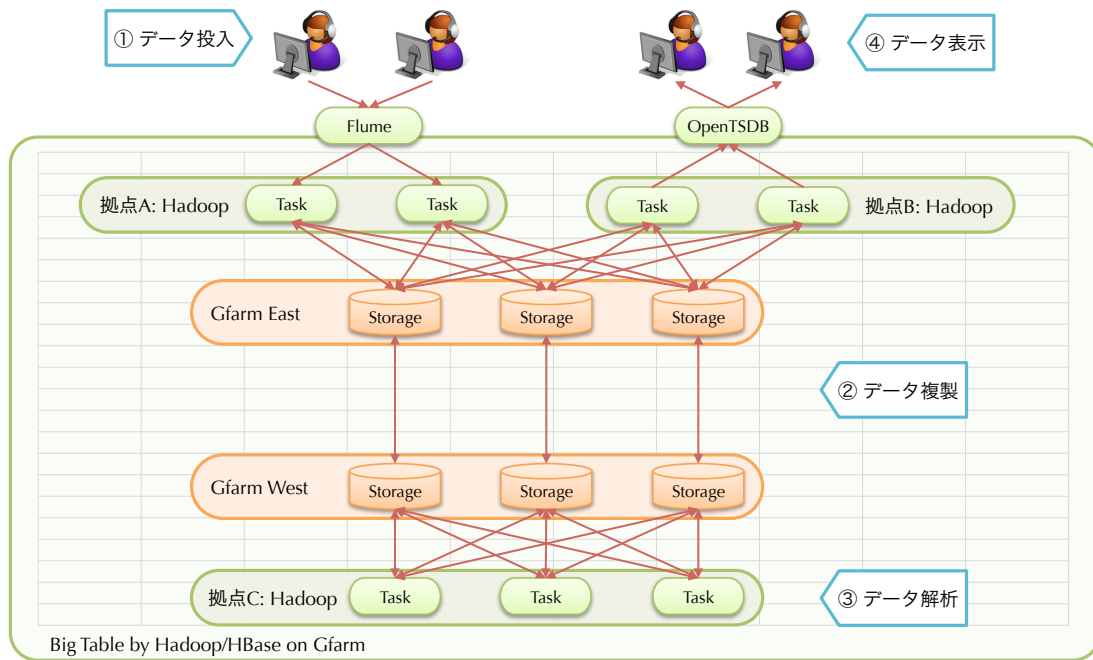 ① データ投入
④ データ表示
Flume
OpenTSDB
拠点A: Hadoop
Task
Task
Task
Task
拠点B: Hadoop
Gfarm East
Storage
Storage
Storage
② データ複製
Gfarm West
Storage
Storage
Storage
拠点C: Hadoop
Task
Task
Task
③ データ解析
Big Table by Hadoop/HBase on Gfarm